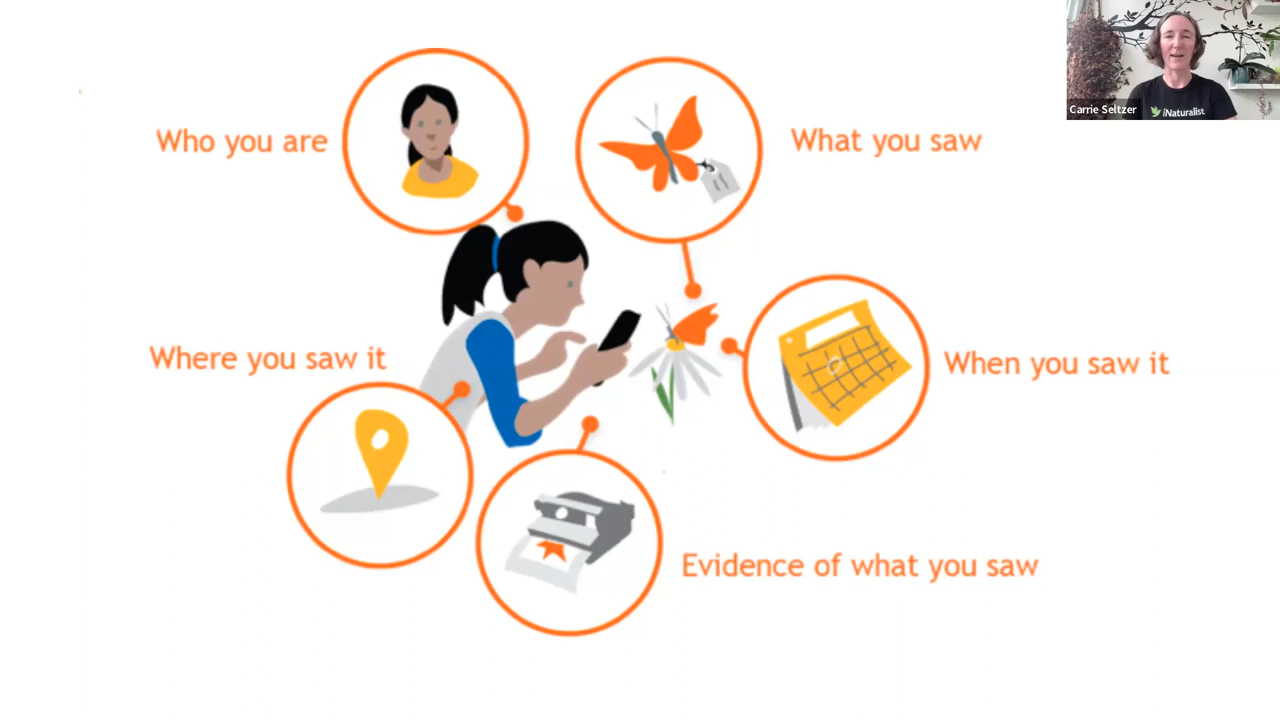 Who you are
What you saw
Carrie Seltzer
iNaturalist
Where you saw it
When you saw it
Evidence of what you saw